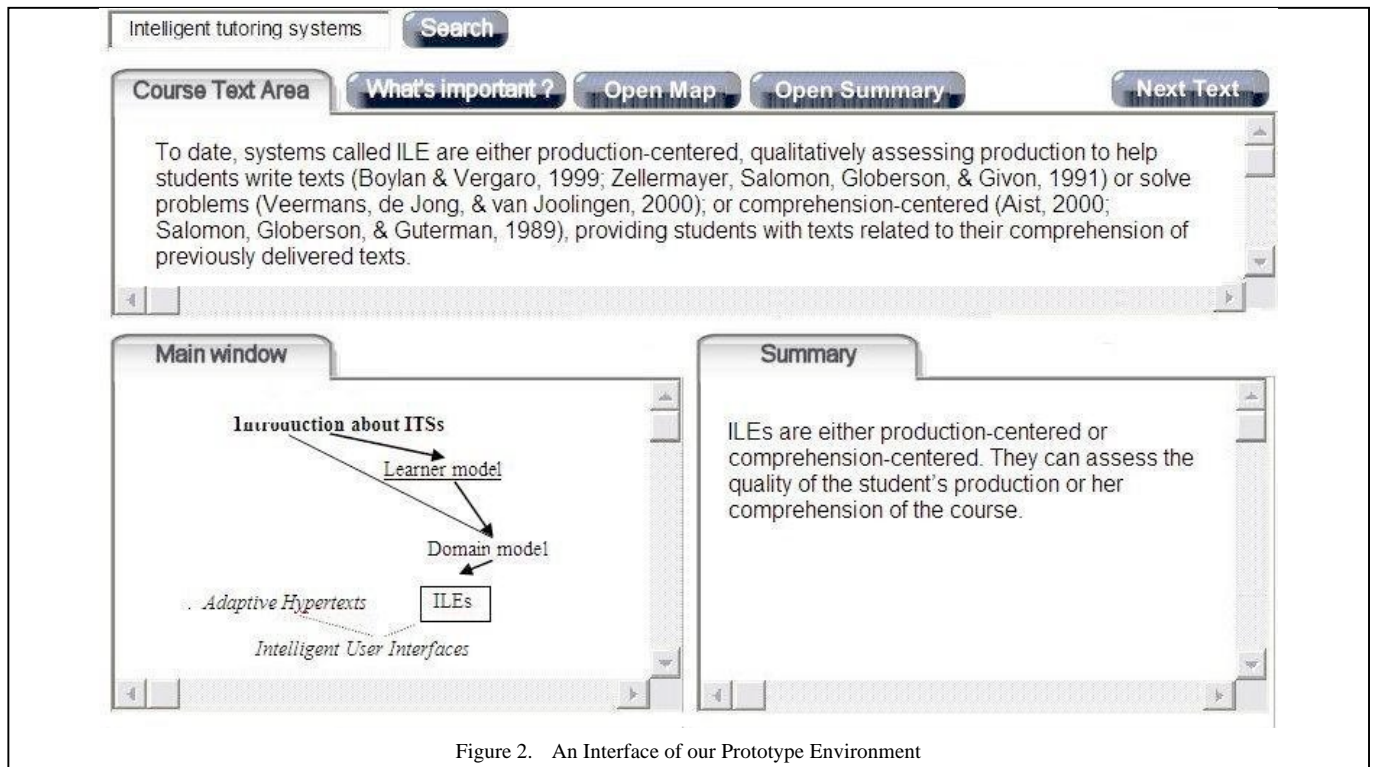 Intelligent tutoring systems Search
Course Text Area What's important ? Open Map Open Summary Next Text
To date, systems called ILE are either production-centered, qualitatively assessing production to help
students write texts (Boylan & Vergaro, 1999; Zellermayer, Salomon, Globerson, & Givon, 1991) or solve
problems (Veermans, de Jong, & van Joolingen, 2000); or comprehension-centered (Aist, 2000;
Salomon, Globerson, & Guterman, 1989), providing students with texts related to their comprehension of
previously delivered texts.
Main window
Introduction about ITSs
Learner model
Domain model
. Adaptive Hypertexts ILEs
Intelligent User Interfaces
Summary
ILEs are either production-centered or
comprehension-centered. They can assess the
quality of the student's production or her
comprehension of the course.
Figure 2. An Interface of our Prototype Environment